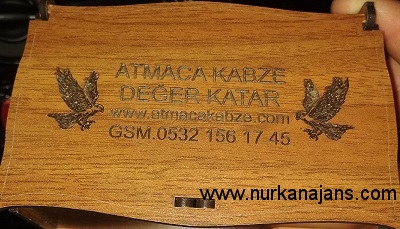 ATMACA KABZE
DEĞER KATAR
www.atmacakabze.com
GSM.0532 156 17 45
www.nurkanajans.com